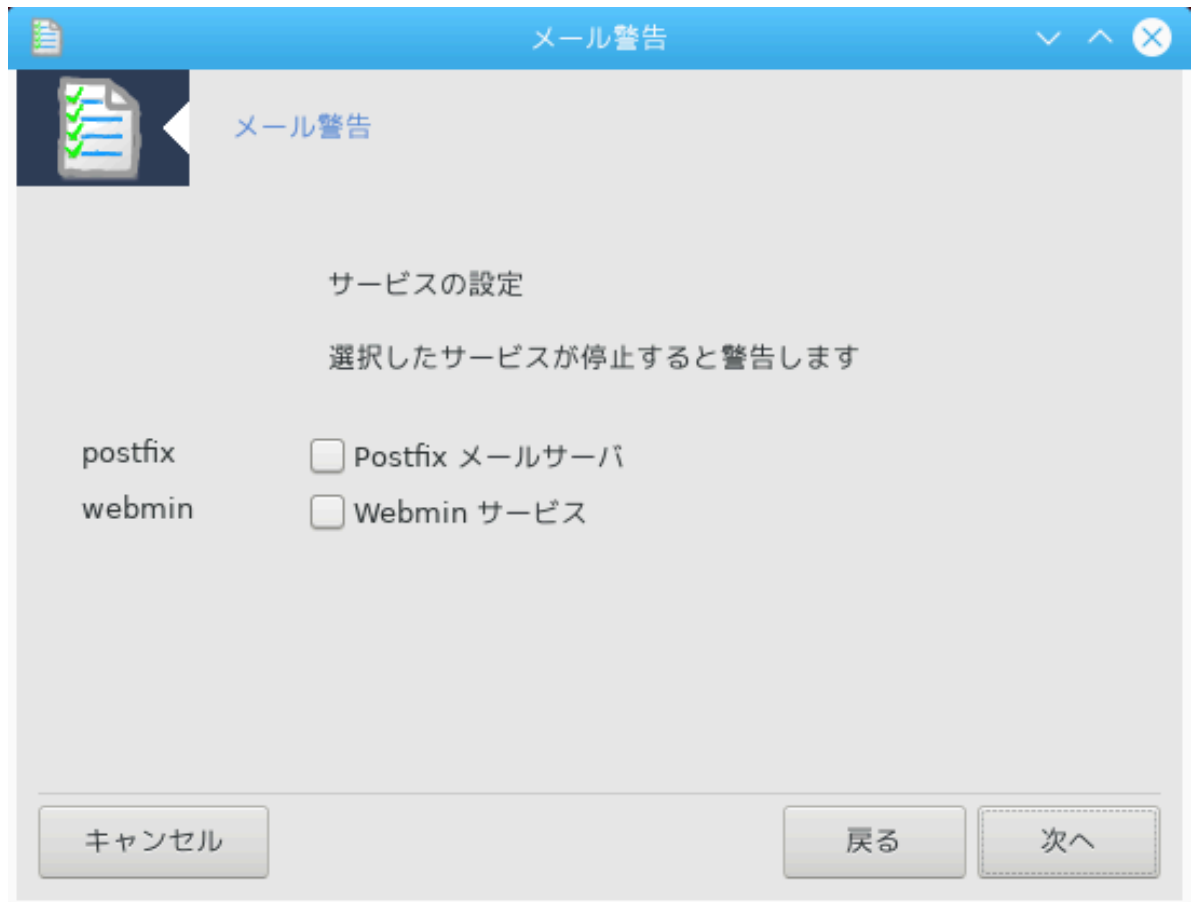 メール警告
メール警告
サービスの設定
選択したサービスが停止すると警告します
postfix Postfix メールサーバ
webmin Webmin サービス
キャンセル 戻る 次へ